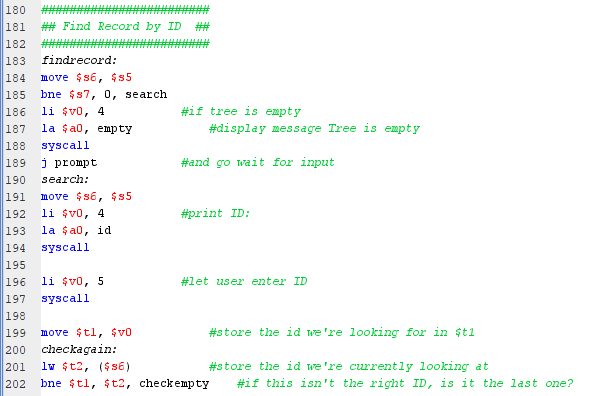 180 ##########################
181 ## Find Record by ID  ##
182 ##########################
183 findrecord:
184 move $s6, $s5
185 bne $s7, 0, search
186 li $v0, 4 #if tree is empty
187 la $a0, empty #display message Tree is empty
188 syscall
189 j prompt #and go wait for input
190 search:
191 move $s6, $s5
192 li $v0, 4 #print ID:
193 la $a0, id
194 syscall
195
196 li $v0, 5 #let user enter ID
197 syscall
198
199 move $t1, $v0 #store the id we're looking for in $t1
200 checkagain:
201 lw $t2, ($s6) #store the id we're currently looking at
202 bne $t1, $t2, checkempty #if this isn't the right ID, is it the last one?